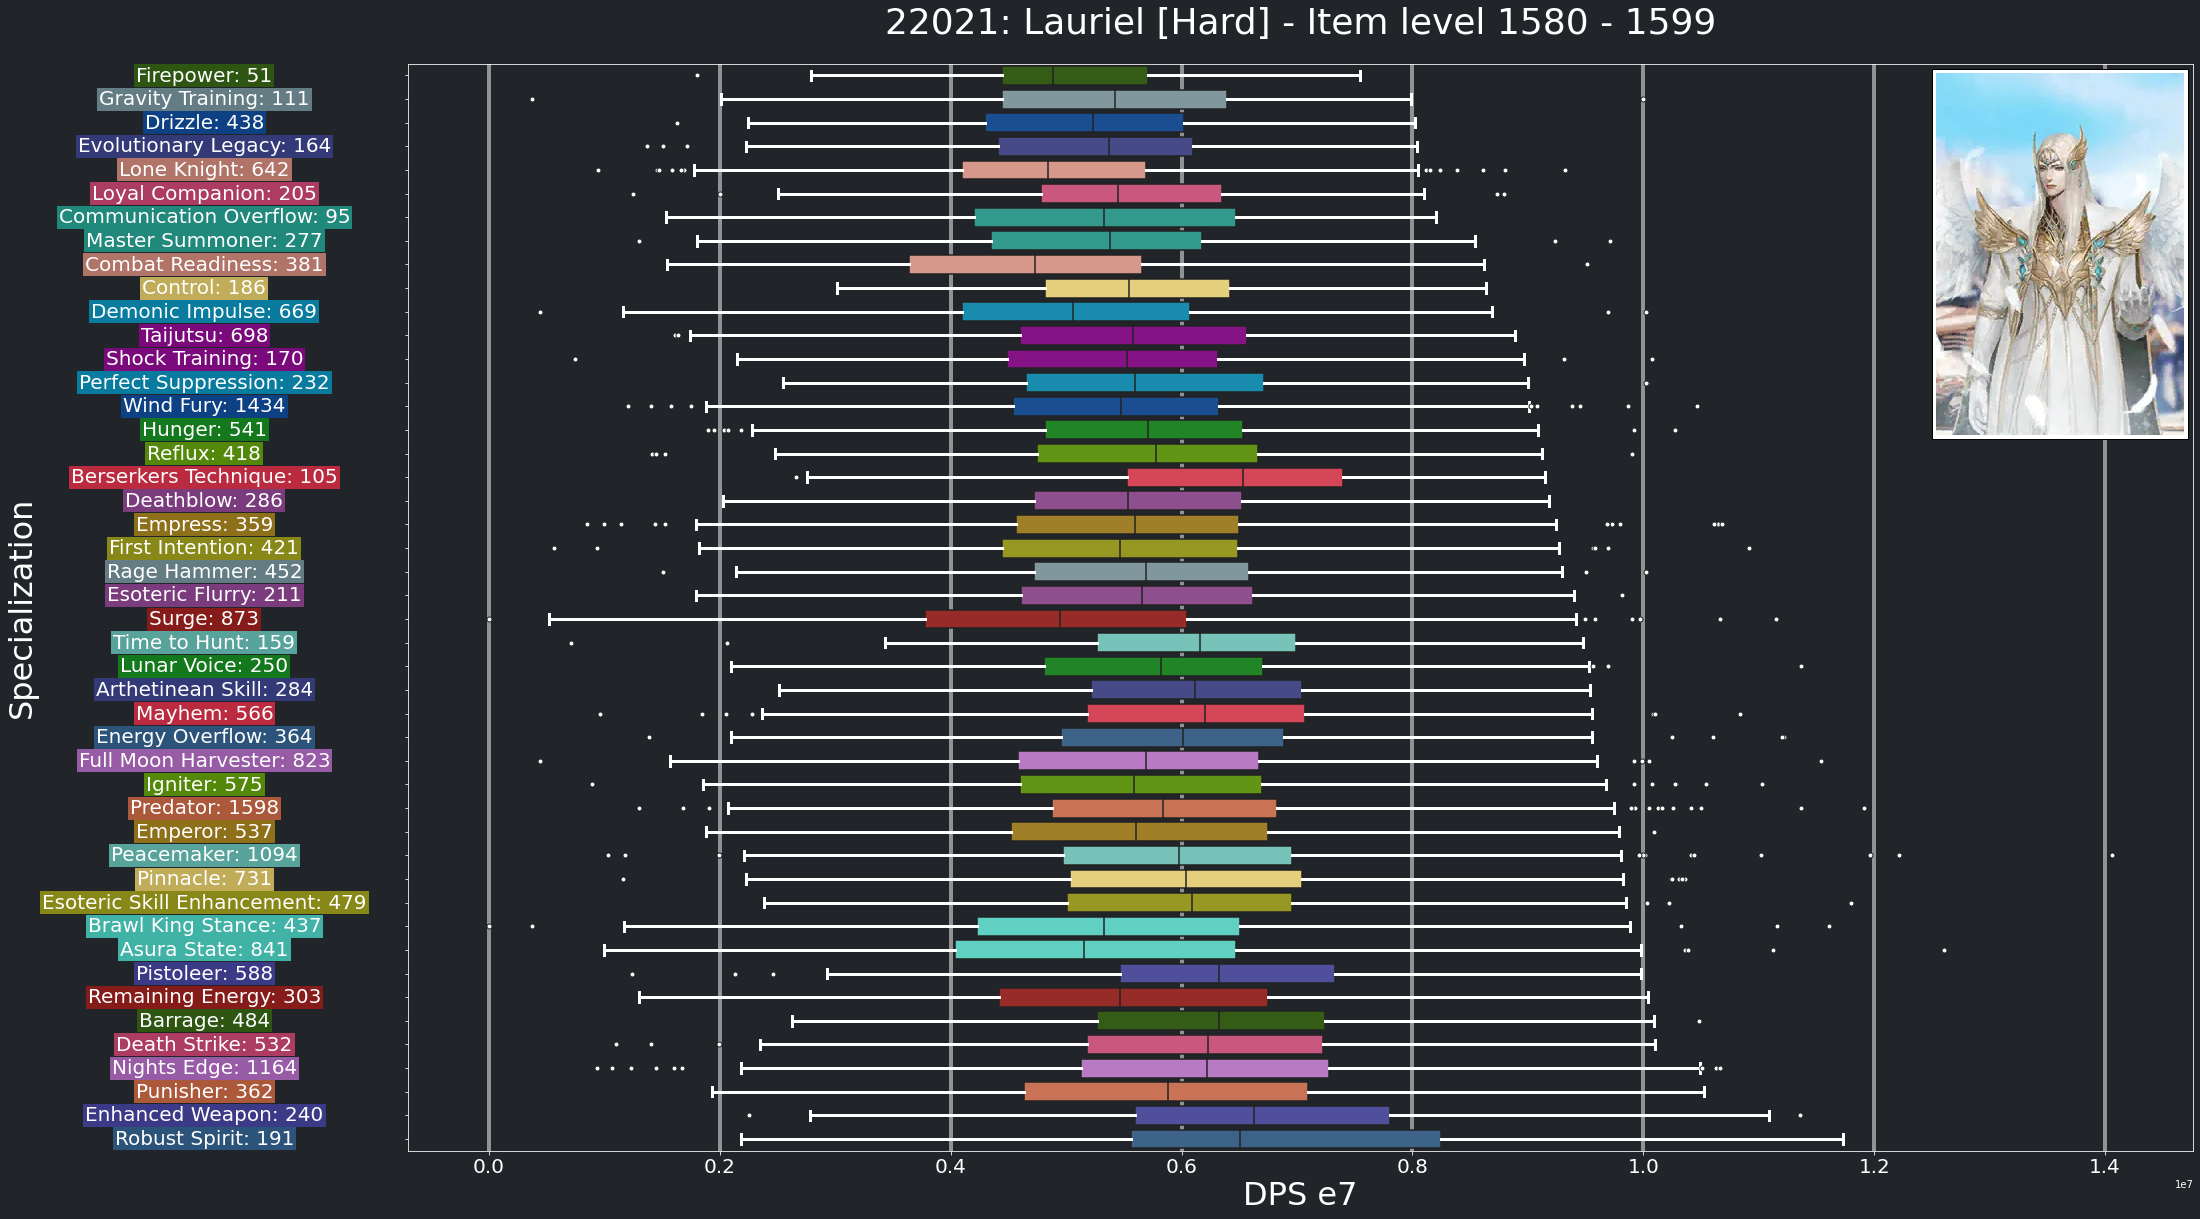 22021: Lauriel [Hard] - Item level 1580 - 1599
Specialization
Firepower: 51
Gravity Training: 111
Drizzle: 438
Evolutionary Legacy: 164
Lone Knight: 642
Loyal Companion: 205
Communication Overflow: 95
Master Summoner: 277
Combat Readiness: 381
Control: 186
Demonic Impulse: 669
Taijutsu: 698
Shock Training: 170
Perfect Suppression: 232
Wind Fury: 1434
Hunger: 541
Reflux: 418
Berserkers Technique: 105
Deathblow: 286
Empress: 359
First Intention: 421
Rage Hammer: 452
Esoteric Flurry: 211
Surge: 873
Time to Hunt: 159
Lunar Voice: 250
Arthetinean Skill: 284
Mayhem: 566
Energy Overflow: 364
Full Moon Harvester: 823
Igniter: 575
Predator: 1598
Emperor: 537
Peacemaker: 1094
Pinnacle: 731
Esoteric Skill Enhancement: 479
Brawl King Stance: 437
Asura State: 841
Pistoleer: 588
Remaining Energy: 303
Barrage: 484
Death Strike: 532
Nights Edge: 1164
Punisher: 362
Enhanced Weapon: 240
Robust Spirit: 191
0.0 0.2 0.4 0.6 0.8 1.0 1.2 1.4
1e7
DPS e7